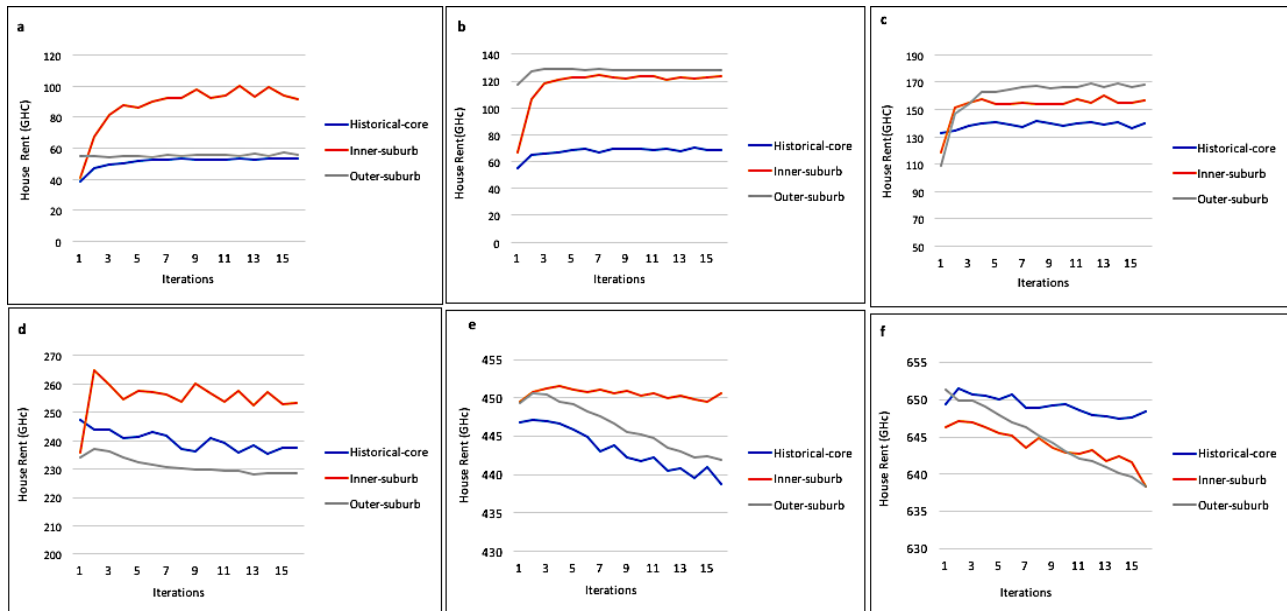 a
House Rent (GHC)
120
100
80
60
40
20
0
1 3 5 7 9 11 13 15
Iterations
Historical-core
Inner-suburb
Outer-suburb
b
House Rent(GHc)
140
120
100
80
60
40
20
0
1 3 5 7 9 11 13 15
Iterations
Historical-core
Inner-suburb
Outer-suburb
c
House Rent(GHc)
190
170
150
130
110
90
70
50
1 3 5 7 9 11 13 15
Iterations
Historical-core
Inner-suburb
Outer-suburb
d
House Rent (GHc)
270
260
250
240
230
220
210
200
1 3 5 7 9 11 13 15
Iterations
Historical-core
Inner-suburb
Outer-suburb
e
House Rent (GHc)
455
450
445
440
435
430
1 3 5 7 9 11 13 15
Iterations
Historical-core
Inner-suburb
Outer-suburb
f
House Rent (GHc)
655
650
645
640
635
630
1 3 5 7 9 11 13 15
Iterations
Historical-core
Inner-suburb
Outer-suburb